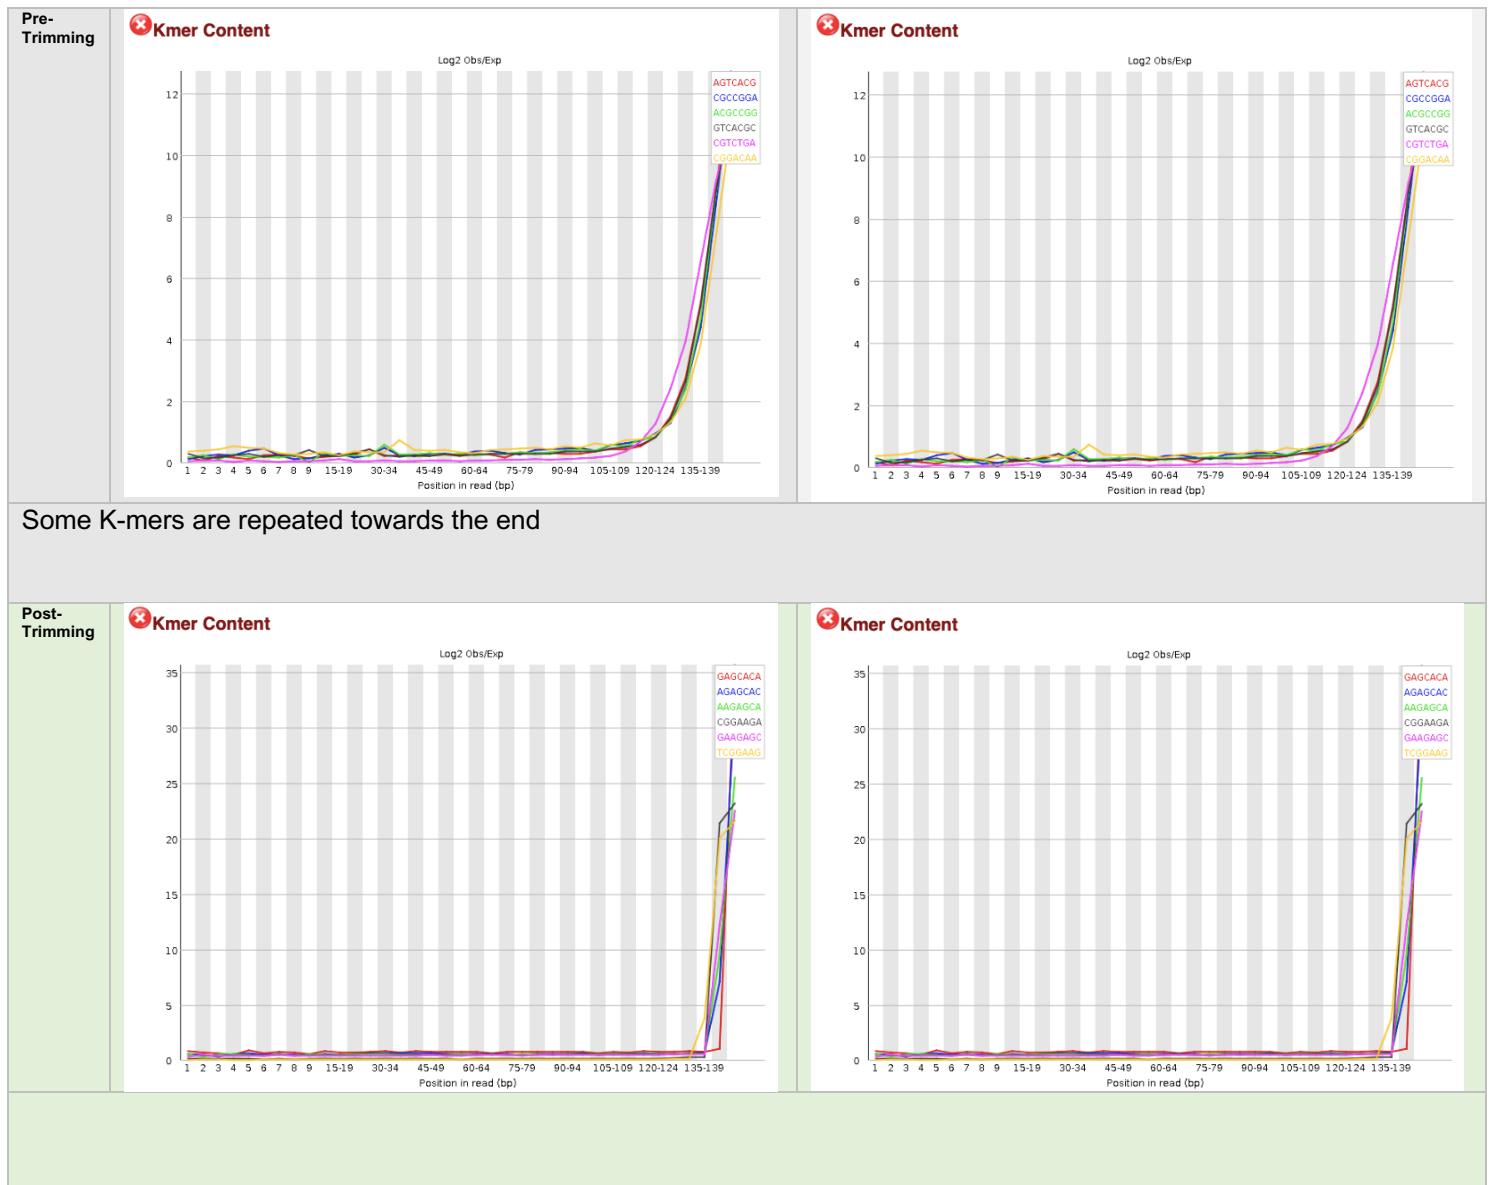 Pre-
Trimming
Kmer Content
Log2 Obs/Exp
12
10
8
6
4
2
0
AGTCACG
CGCCGGA
ACGCCGG
GTCACGC
CGTCTGA
CGGACAA
1 2 3 4 5 6 7 8 9 15-19 30-34 45-49 60-64 75-79 90-94 105-109 120-124 135-139
Position in read (bp)
Kmer Content
Log2 Obs/Exp
12
10
8
6
4
2
0
AGTCACG
CGCCGGA
ACGCCGG
GTCACGC
CGTCTGA
CGGACAA
1 2 3 4 5 6 7 8 9 15-19 30-34 45-49 60-64 75-79 90-94 105-109 120-124 135-139
Position in read (bp)
Some K-mers are repeated towards the end
Post-
Trimming
Kmer Content
Log2 Obs/Exp
35
30
25
20
15
10
5
0
GAGCACA
AGAGCAC
AAGAGCA
CGGAAGA
GAAGAGC
TCGGAAG
1 2 3 4 5 6 7 8 9 15-19 30-34 45-49 60-64 75-79 90-94 105-109 120-124 135-139
Position in read (bp)
Kmer Content
Log2 Obs/Exp
35
30
25
20
15
10
5
0
GAGCACA
AGAGCAC
AAGAGCA
CGGAAGA
GAAGAGC
TCGGAAG
1 2 3 4 5 6 7 8 9 15-19 30-34 45-49 60-64 75-79 90-94 105-109 120-124 135-139
Position in read (bp)